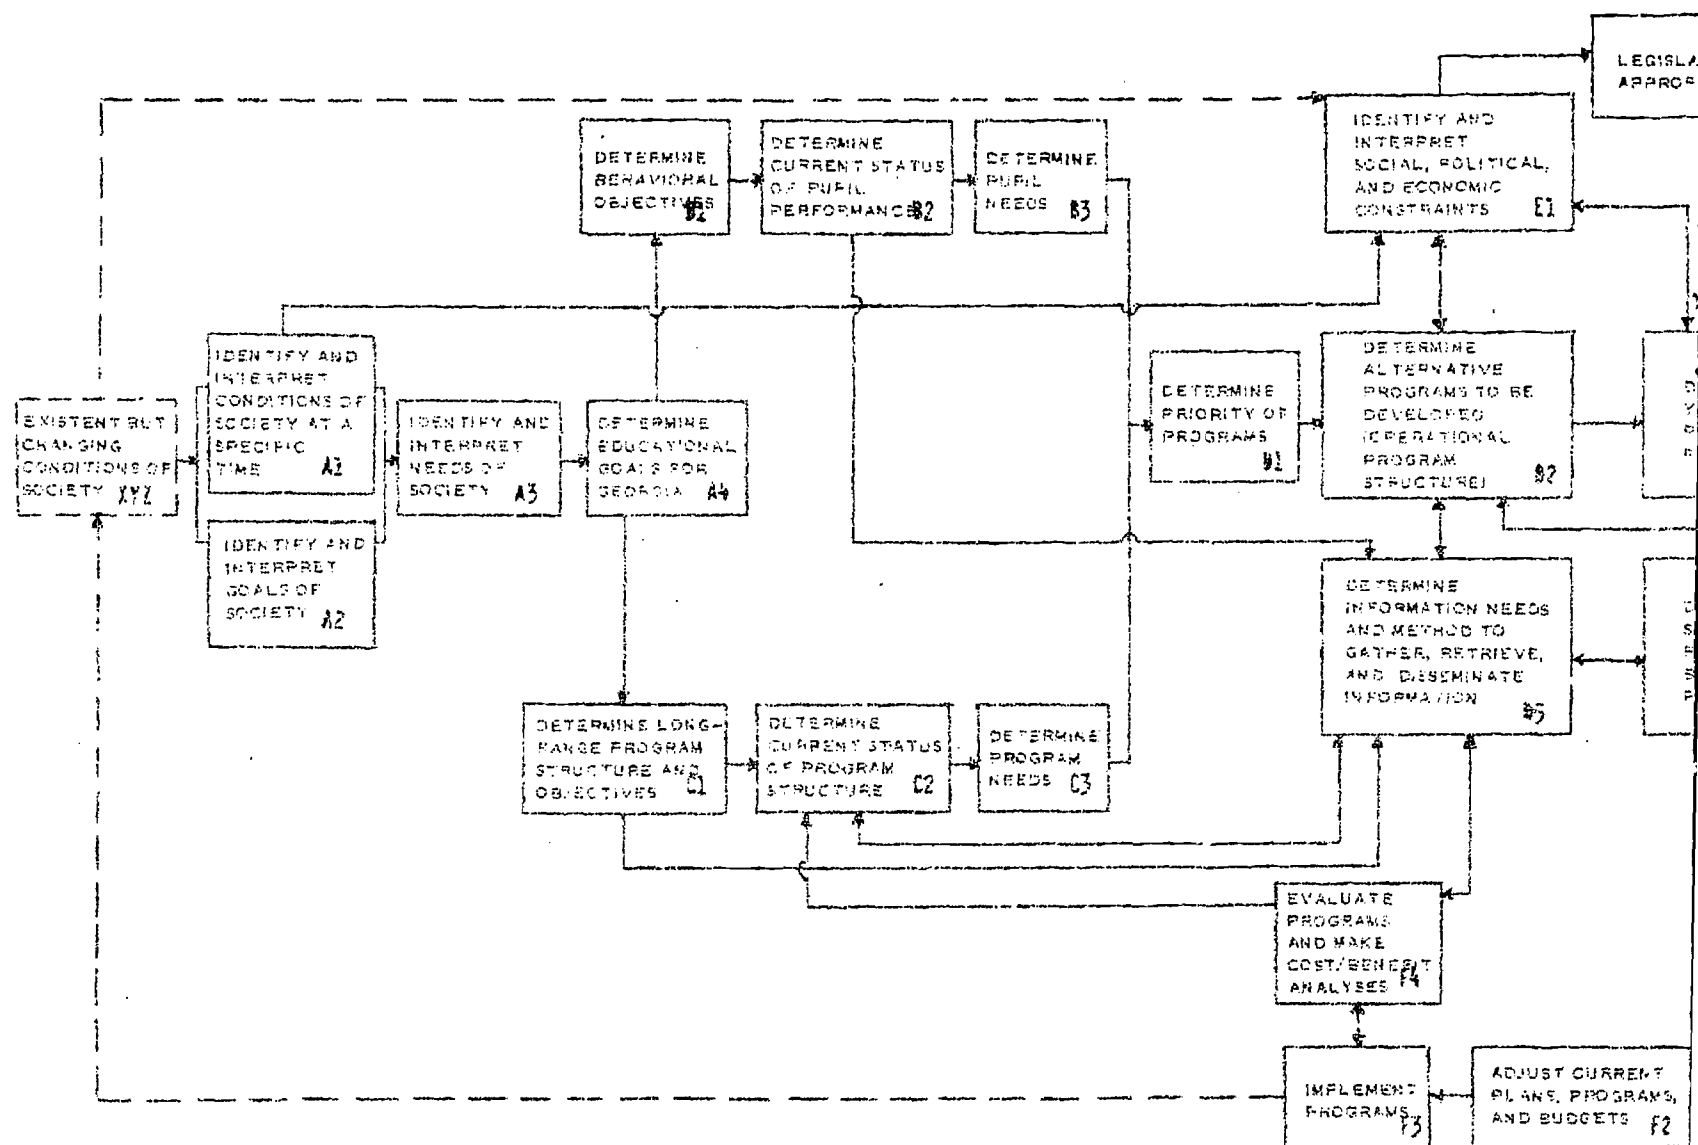 LEGISLA
APPROP
IDENTIFY AND
INTERPRET
SOCIAL, POLITICAL,
AND ECONOMIC
CONSTRAINTS E1
DETERMINE
BEHAVIORAL
OBJECTIVES B1
DETERMINE
CURRENT STATUS
OF PUPIL
PERFORMANCE B2
DETERMINE
PUPIL
NEEDS B3
IDENTIFY AND
INTERPRET
CONDITIONS OF
SOCIETY AT A
SPECIFIC
TIME A1
EXISTENT BUT
CHANGING
CONDITIONS OF
SOCIETY XYZ
IDENTIFY AND
INTERPRET
NEEDS OF
SOCIETY A3
DETERMINE
EDUCATIONAL
GOALS FOR
GEORGIA A4
IDENTIFY AND
INTERPRET
GOALS OF
SOCIETY A2
DETERMINE
PRIORITY OF
PROGRAMS D1
DETERMINE
ALTERNATIVE
PROGRAMS TO BE
DEVELOPED
(OPERATIONAL
PROGRAM
STRUCTURE) D2
DETERMINE
INFORMATION NEEDS
AND METHOD TO
GATHER, RETRIEVE,
AND DISSEMINATE
INFORMATION D5
DETERMINE LONG-
RANGE PROGRAM
STRUCTURE AND
OBJECTIVES C1
DETERMINE
CURRENT STATUS
OF PROGRAM
STRUCTURE C2
DETERMINE
PROGRAM
NEEDS C3
EVALUATE
PROGRAMS
AND MAKE
COST/BENEFIT
ANALYSES F4
IMPLEMENT
PROGRAMS F3
ADJUST CURRENT
PLANS, PROGRAMS,
AND BUDGETS F2